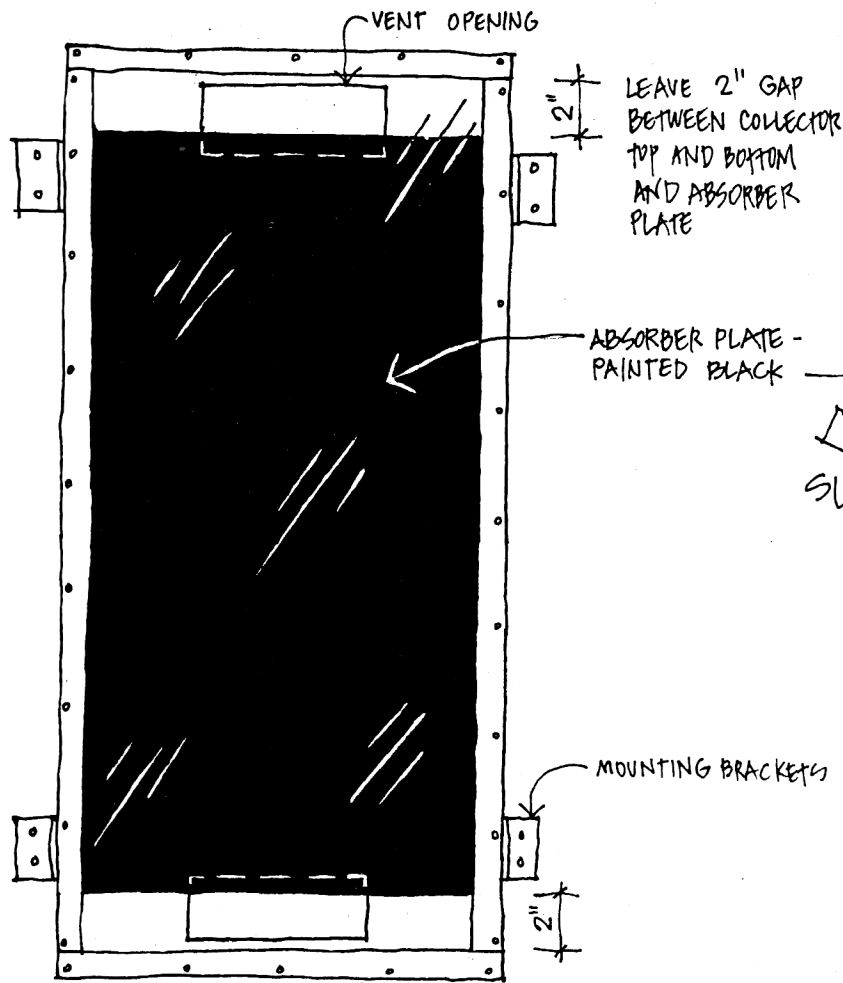 VENT OPENING
2"
LEAVE 2" GAP
BETWEEN COLLECTOR
TOP AND BOTTOM
AND ABSORBER
PLATE
ABSORBER PLATE -
PAINTED BLACK
MOUNTING BRACKETS
2"